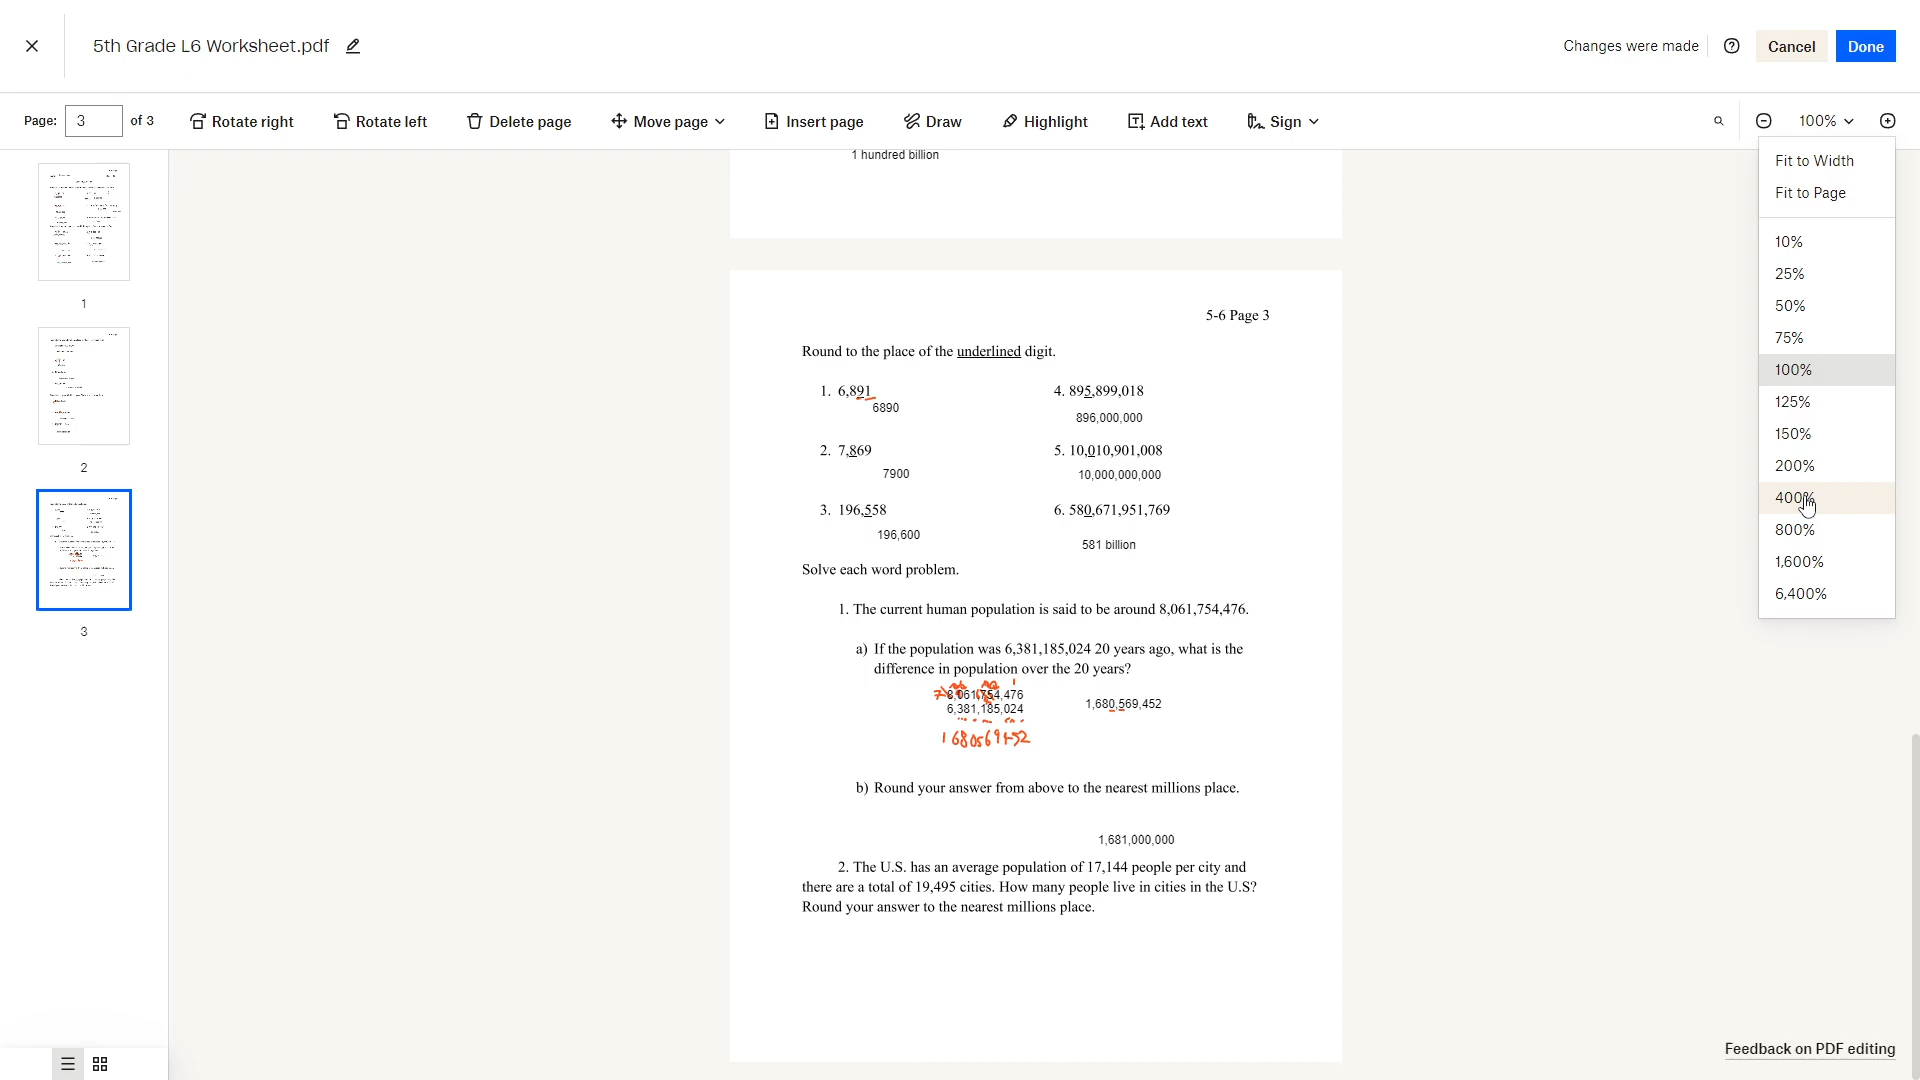 5th Grade L6 Worksheet.pdf
Changes were made
Cancel
Done
Page: 3 of 3
Rotate right
Rotate left
Delete page
Move page
Insert page
Draw
Highlight
Add text
Sign
100%
Fit to Width
Fit to Page
10%
25%
50%
75%
100%
125%
150%
200%
400%
800%
1,600%
6,400%
1
2
3
1 hundred billion
5-6 Page 3
Round to the place of the underlined digit.
1. 6,891
6890
4. 895,899,018
896,000,000
2. 7,869
7900
5. 10,010,901,008
10,000,000,000
3. 196,558
196,600
6. 580,671,951,769
581 billion
Solve each word problem.
1. The current human population is said to be around 8,061,754,476.
a) If the population was 6,381,185,024 20 years ago, what is the
difference in population over the 20 years?
8,061,754,476
6,381,185,024
1,680,569,452
1680569452
b) Round your answer from above to the nearest millions place.
1,681,000,000
2. The U.S. has an average population of 17,144 people per city and
there are a total of 19,495 cities. How many people live in cities in the U.S?
Round your answer to the nearest millions place.
Feedback on PDF editing